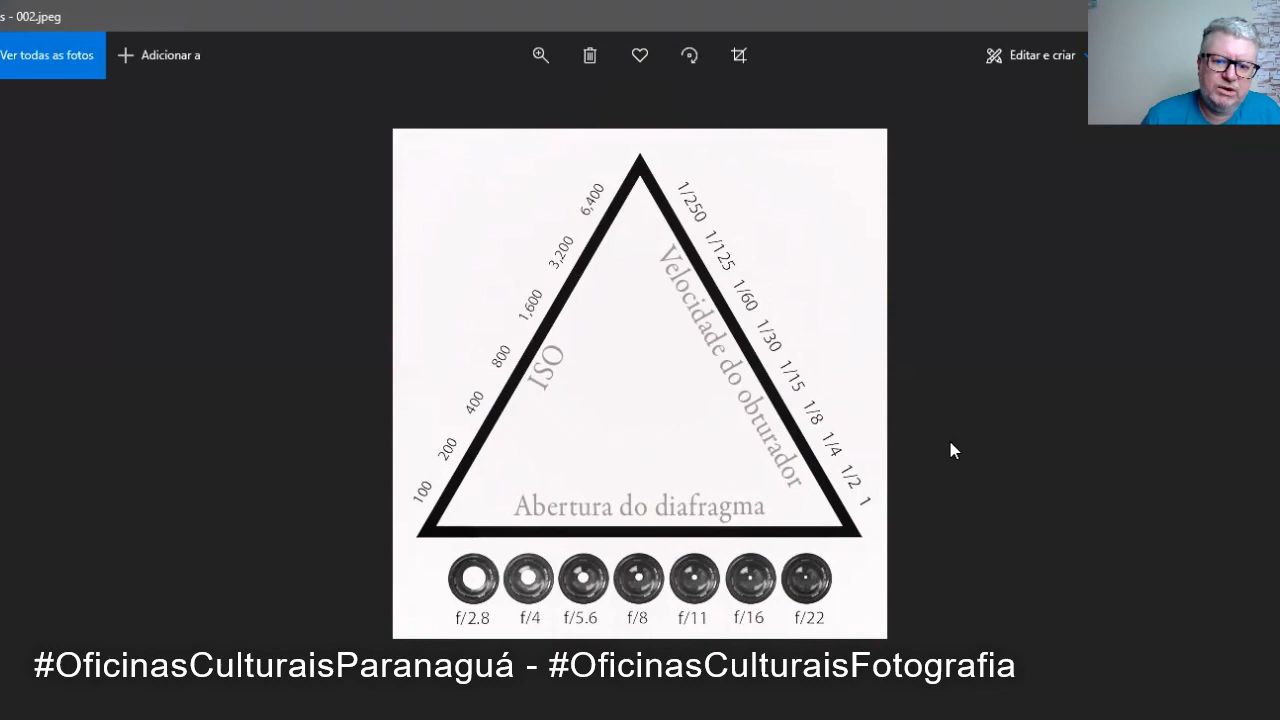 s - 002.jpeg
Ver todas as fotos
Adicionar a
Editar e criar
6,400
3,200
1,600
800
400
200
100
ISO
1/250
1/125
1/60
1/30
1/15
1/8
1/4
1/2
1
Velocidade do obturador
Abertura do diafragma
f/2.8 f/4 f/5.6 f/8 f/11 f/16 f/22
#OficinasCulturaisParanaguá - #OficinasCulturaisFotografia